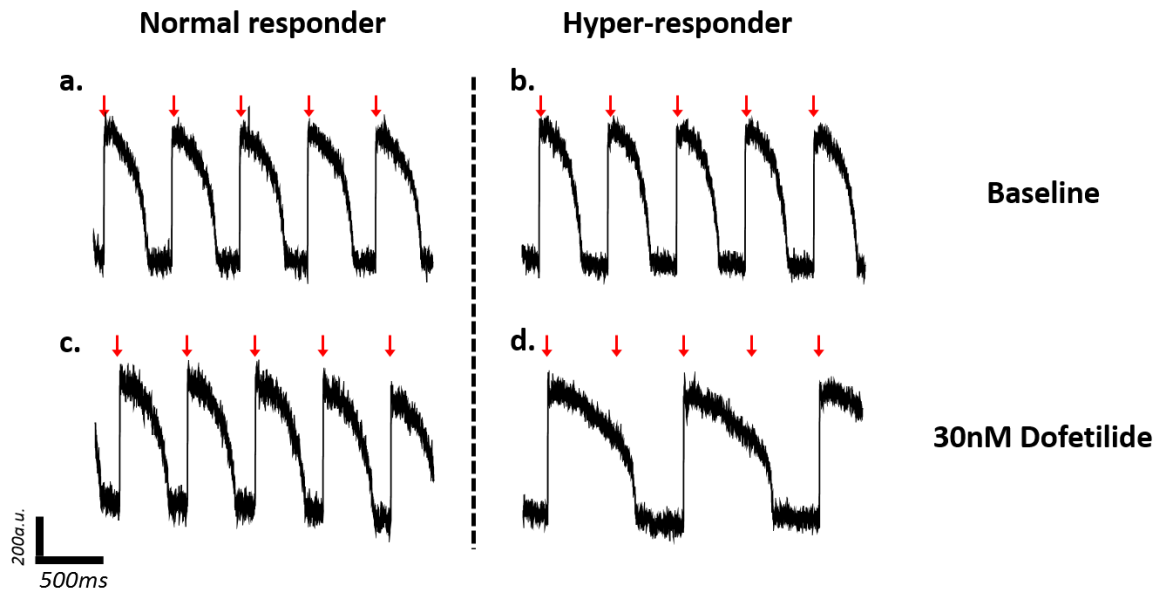 Normal responder
Hyper-responder
a.
b.
Baseline
c.
d.
30nM Dofetilide
200a.u.
500ms